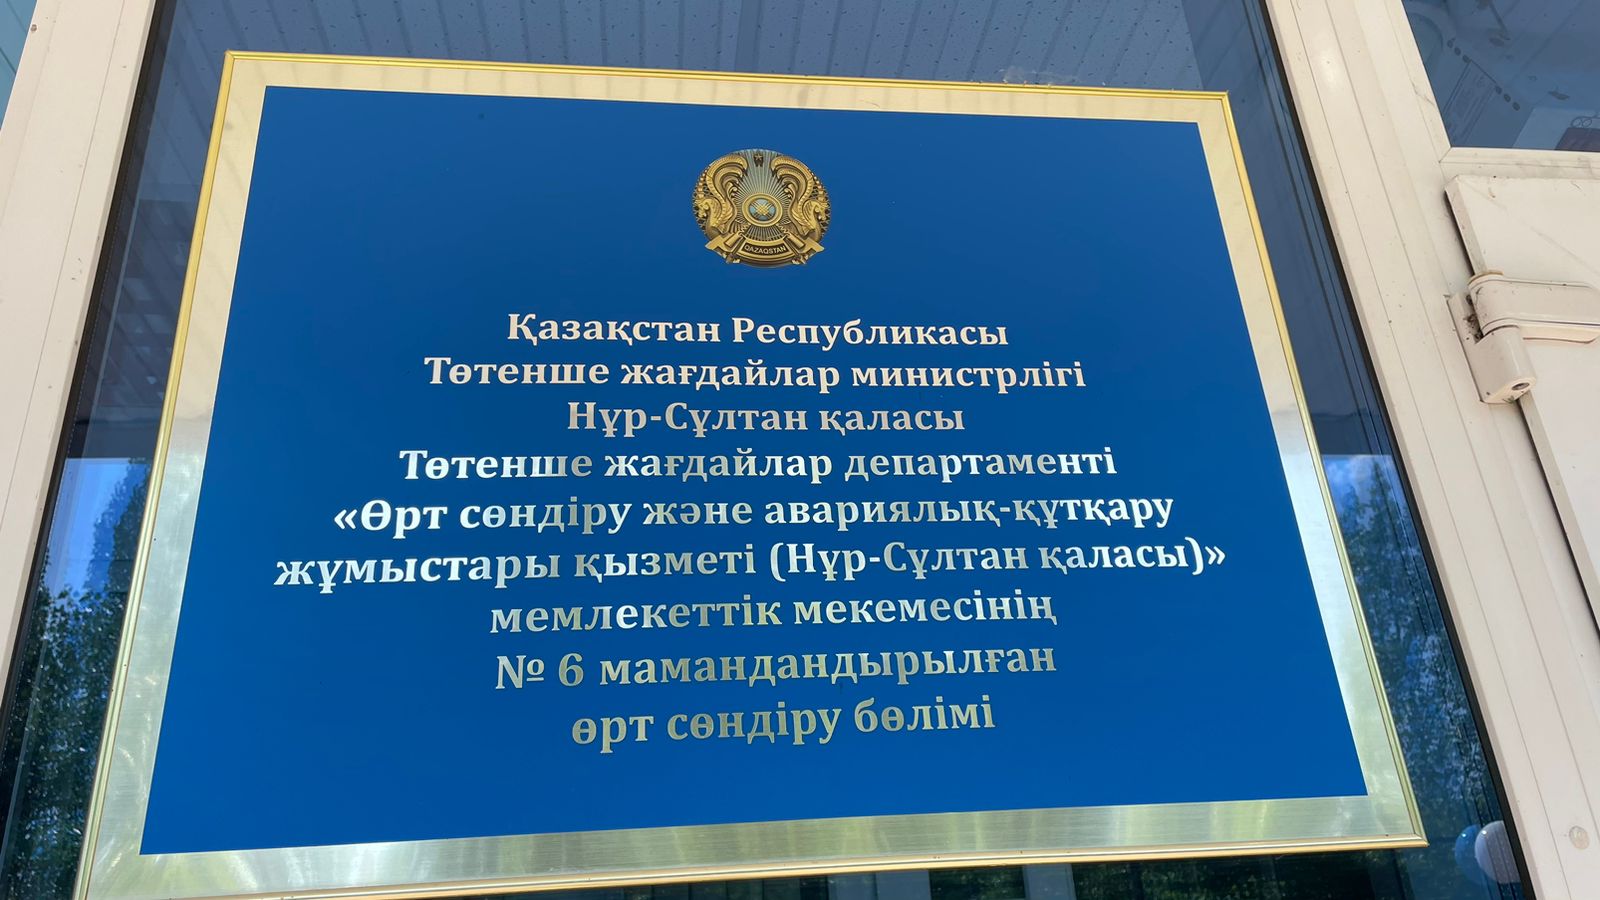 QAZAQSTAN
Қазақстан Республикасы
Төтенше жағдайлар министрлігі
Нұр-Сұлтан қаласы
Төтенше жағдайлар департаменті
«Өрт сөндіру және авариялық-құтқару
жұмыстары қызметі (Нұр-Сұлтан қаласы)»
мемлекеттік мекемесінің
№ 6 мамандандырылған
өрт сөндіру бөлімі